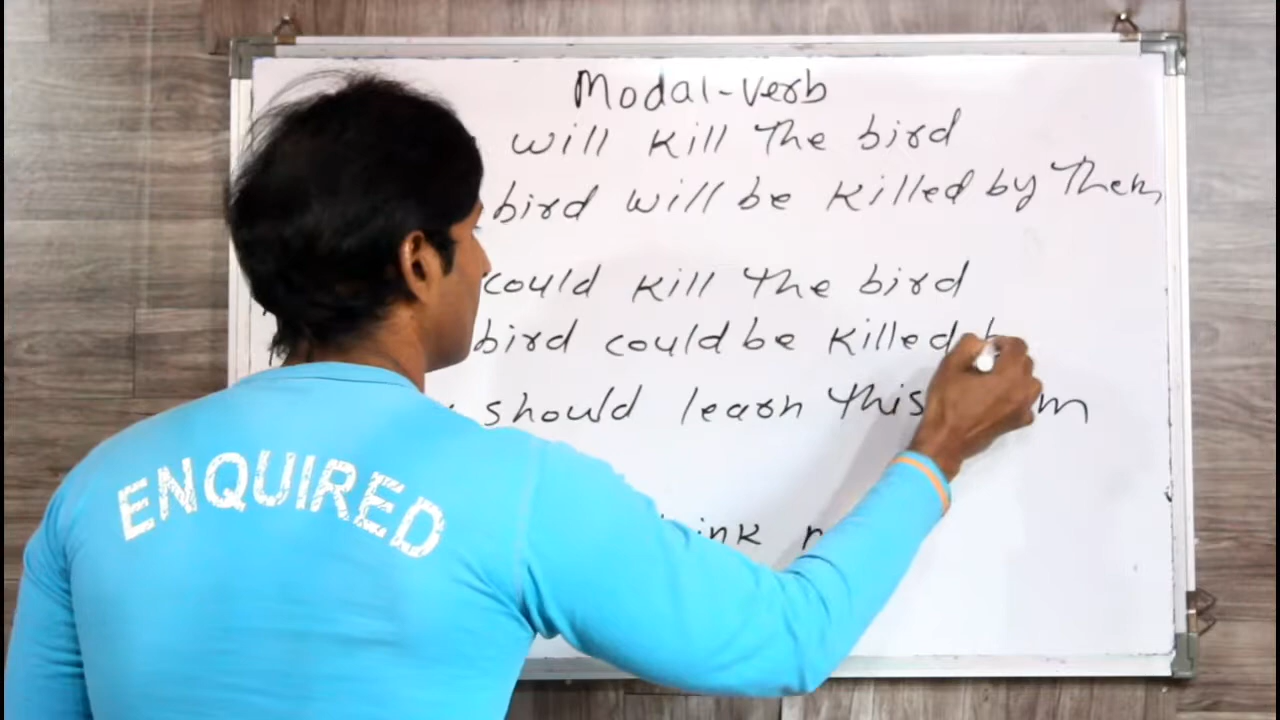 Modal-verb
will kill The bird
bird will be killed by Them
could kill the bird
bird could be killed
should learn this
ENQUIRED